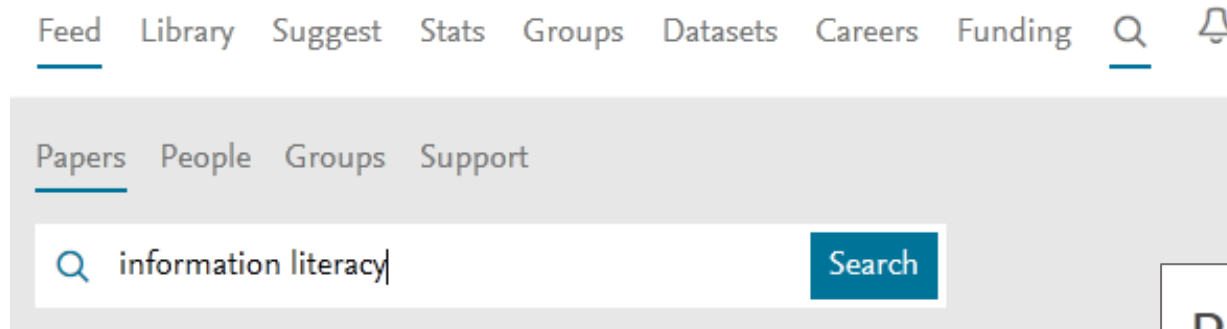 Feed Library Suggest Stats Groups Datasets Careers Funding
Papers People Groups Support
information literacy Search